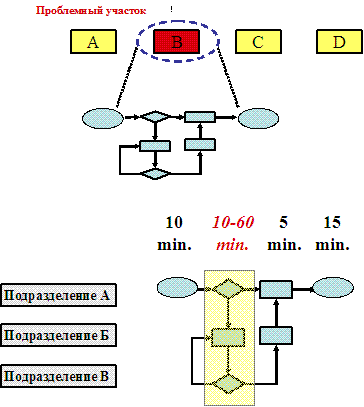 Проблемный участок !
A B C D
10 10-60 5 15
min. min. min. min.
Подразделение А
Подразделение Б
Подразделение В